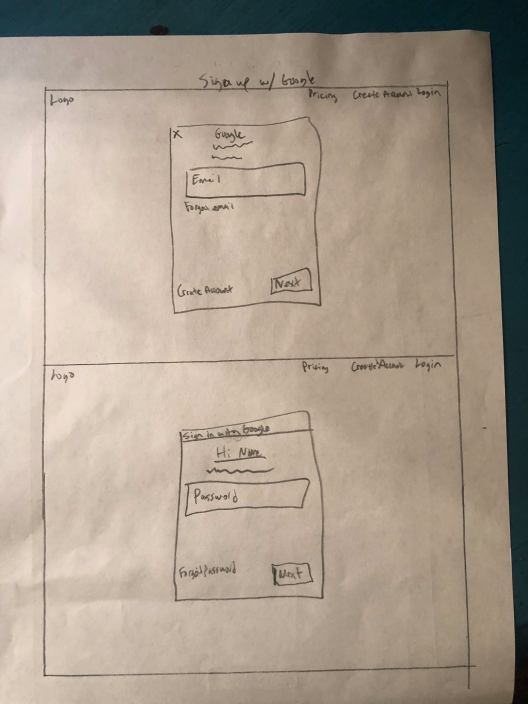 Sign up w/ Google
Logo Pricing Create Account Login
X Google
Email
Forgot email
Create Account Next
Logo Pricing Create Account Login
Sign in with Google
Hi Name
Password
Forgot Password Next